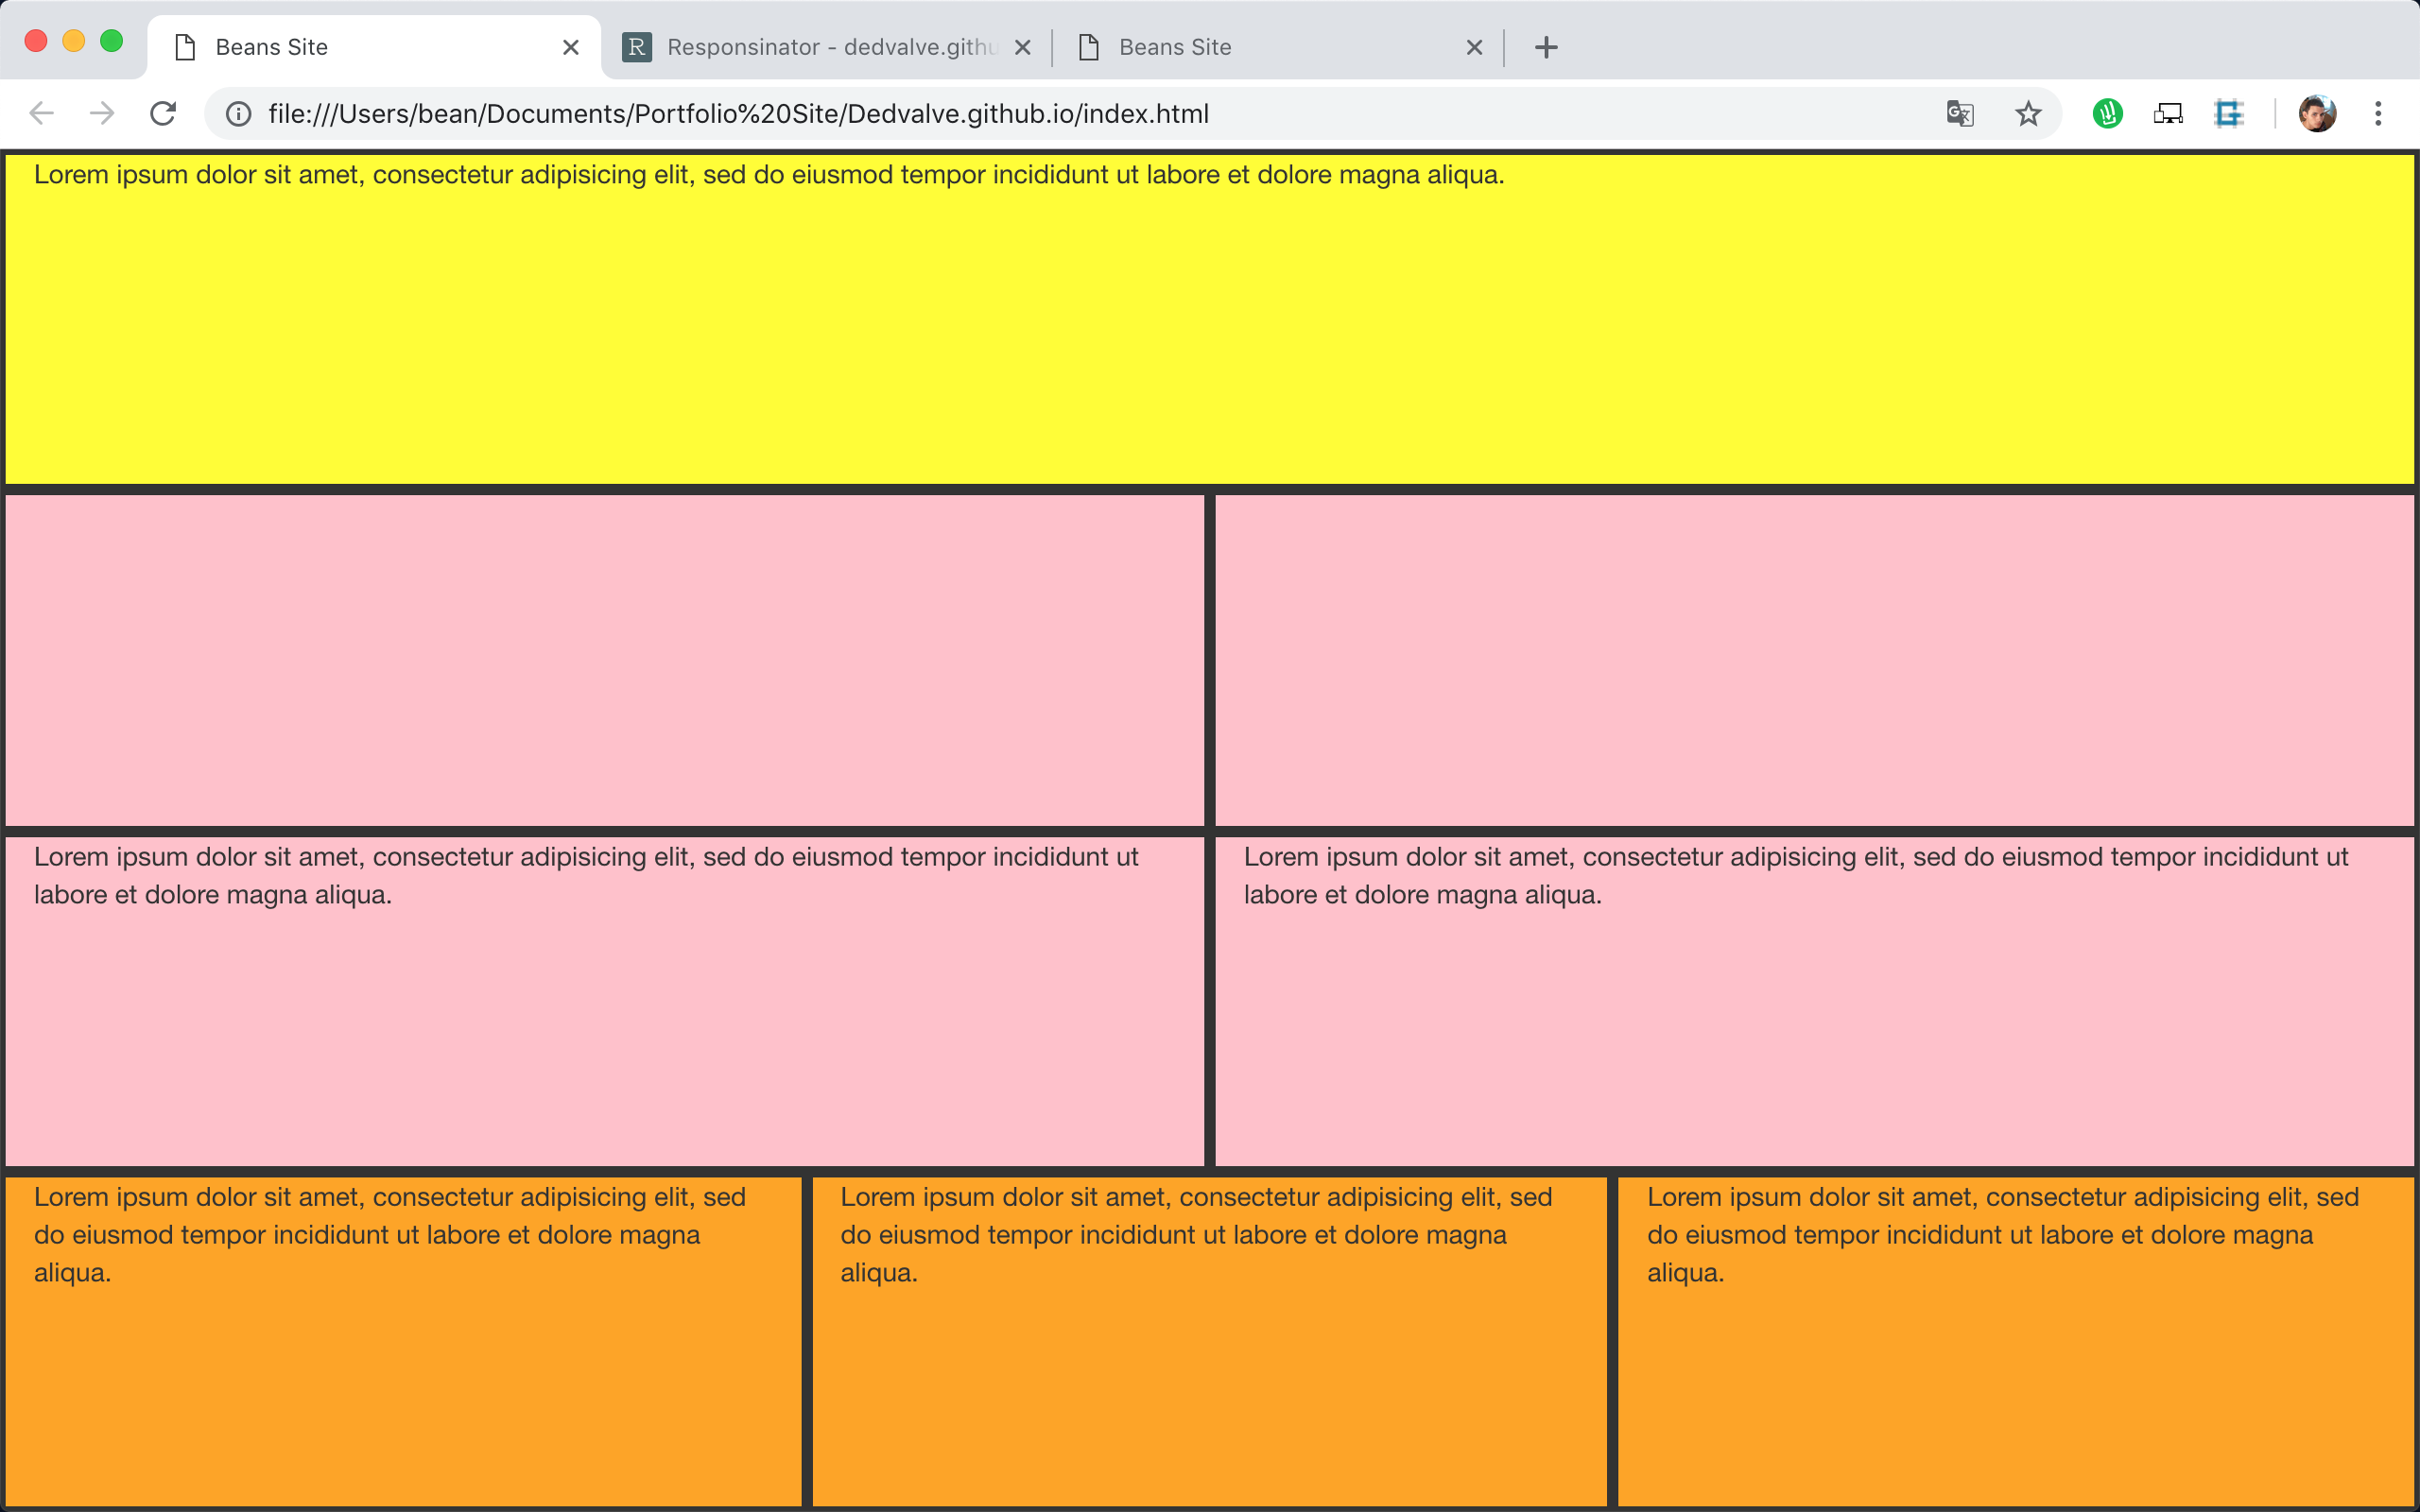 Beans Site
Responsinator - dedvalve.githu
Beans Site
file:///Users/bean/Documents/Portfolio%20Site/Dedvalve.github.io/index.html
Lorem ipsum dolor sit amet, consectetur adipisicing elit, sed do eiusmod tempor incididunt ut labore et dolore magna aliqua.
Lorem ipsum dolor sit amet, consectetur adipisicing elit, sed do eiusmod tempor incididunt ut
labore et dolore magna aliqua.
Lorem ipsum dolor sit amet, consectetur adipisicing elit, sed do eiusmod tempor incididunt ut
labore et dolore magna aliqua.
Lorem ipsum dolor sit amet, consectetur adipisicing elit, sed
do eiusmod tempor incididunt ut labore et dolore magna
aliqua.
Lorem ipsum dolor sit amet, consectetur adipisicing elit, sed
do eiusmod tempor incididunt ut labore et dolore magna
aliqua.
Lorem ipsum dolor sit amet, consectetur adipisicing elit, sed
do eiusmod tempor incididunt ut labore et dolore magna
aliqua.